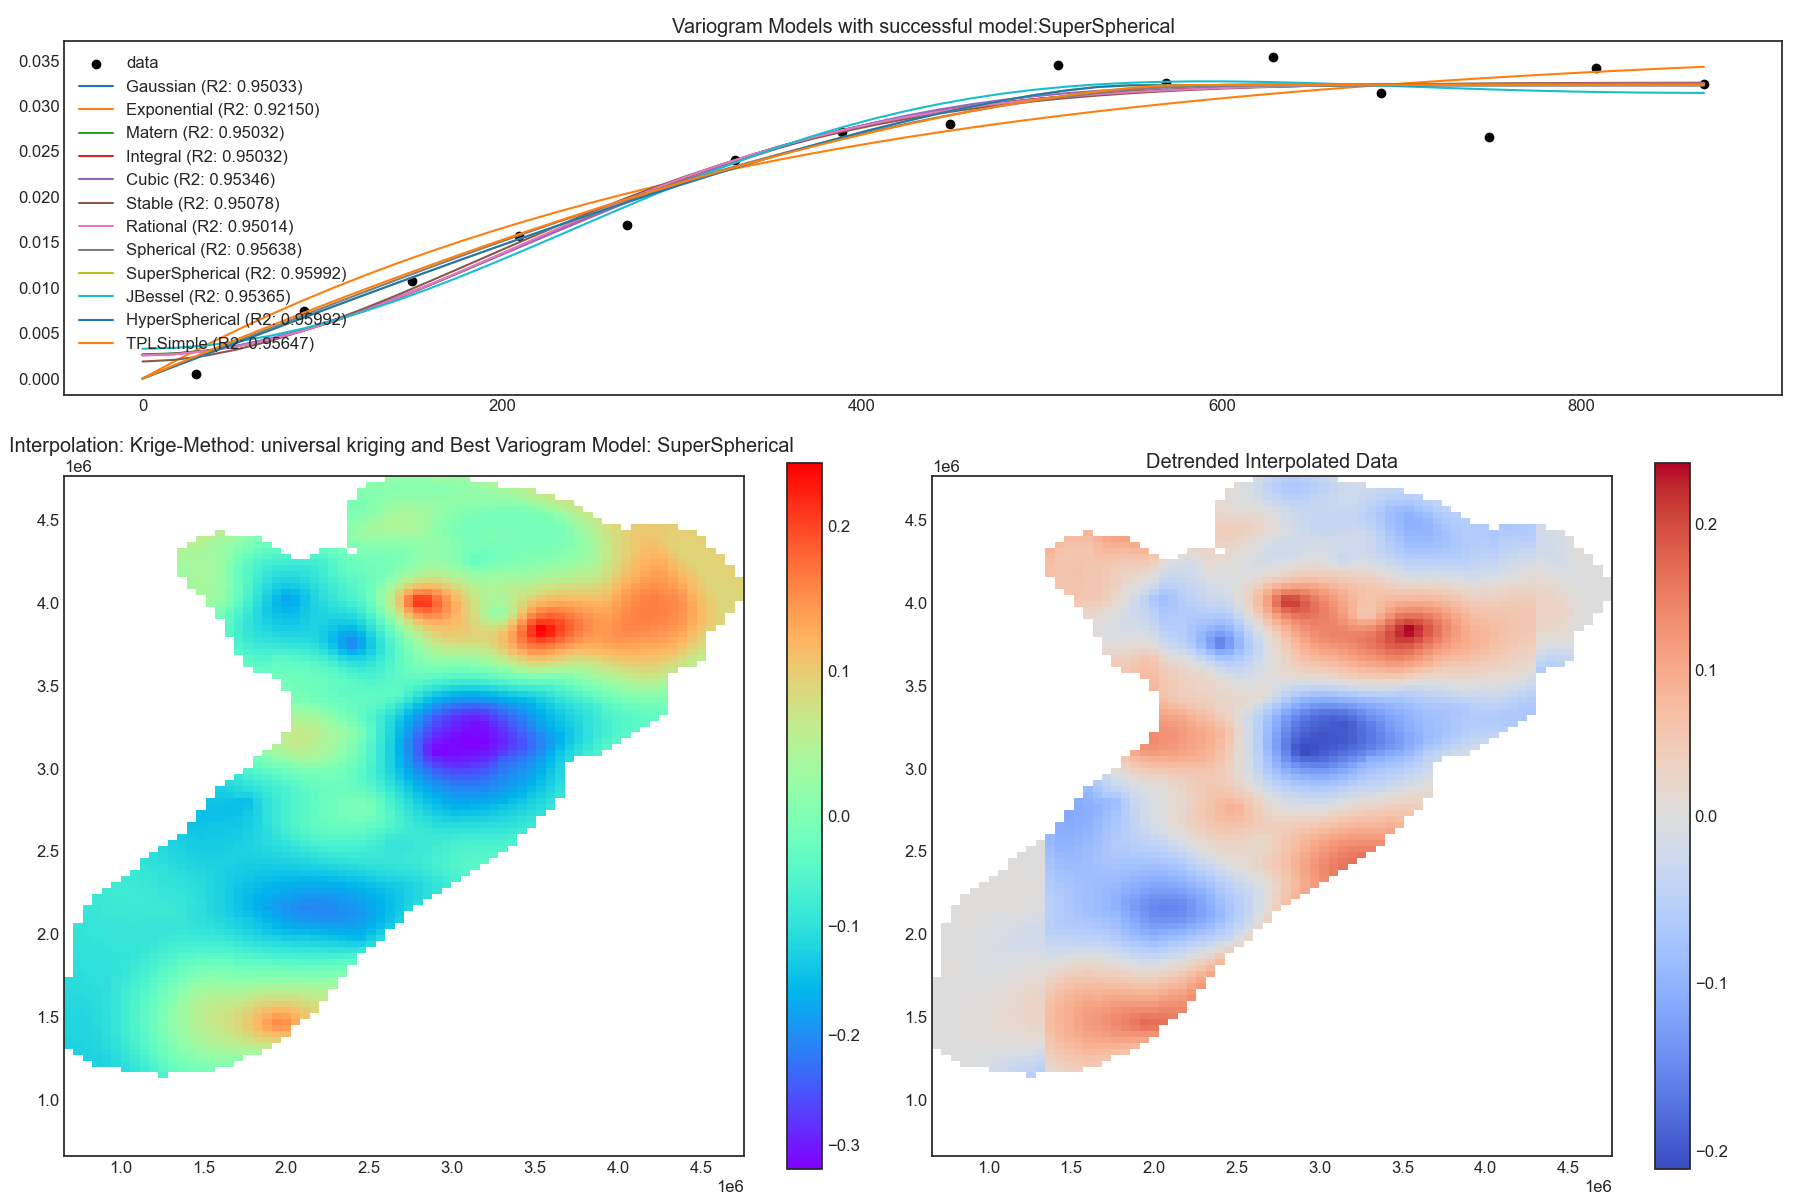 Variogram Models with successful model:SuperSpherical
0.035
0.030
0.025
0.020
0.015
0.010
0.005
0.000
data
Gaussian (R2: 0.95033)
Exponential (R2: 0.92150)
Matern (R2: 0.95032)
Integral (R2: 0.95032)
Cubic (R2: 0.95346)
Stable (R2: 0.95078)
Rational (R2: 0.95014)
Spherical (R2: 0.95638)
SuperSpherical (R2: 0.95992)
JBessel (R2: 0.95365)
HyperSpherical (R2: 0.95992)
TPLSimple (R2: 0.95647)
0 200 400 600 800
Interpolation: Krige-Method: universal kriging and Best Variogram Model: SuperSpherical
1e6
4.5
4.0
3.5
3.0
2.5
2.0
1.5
1.0
1.0 1.5 2.0 2.5 3.0 3.5 4.0 4.5
1e6
0.2
0.1
0.0
−0.1
−0.2
−0.3
Detrended Interpolated Data
1e6
4.5
4.0
3.5
3.0
2.5
2.0
1.5
1.0
1.0 1.5 2.0 2.5 3.0 3.5 4.0 4.5
1e6
0.2
0.1
0.0
−0.1
−0.2